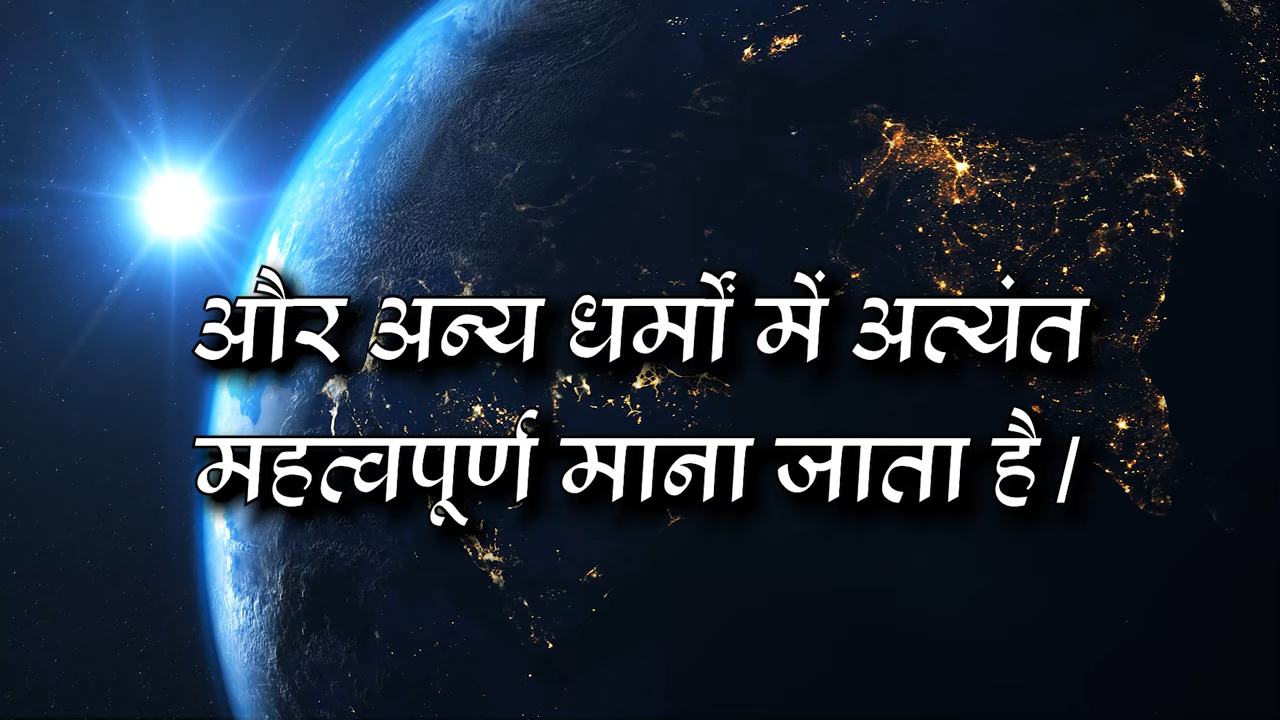 और अन्य धर्मों में अत्यंत
महत्वपूर्ण माना जाता है।